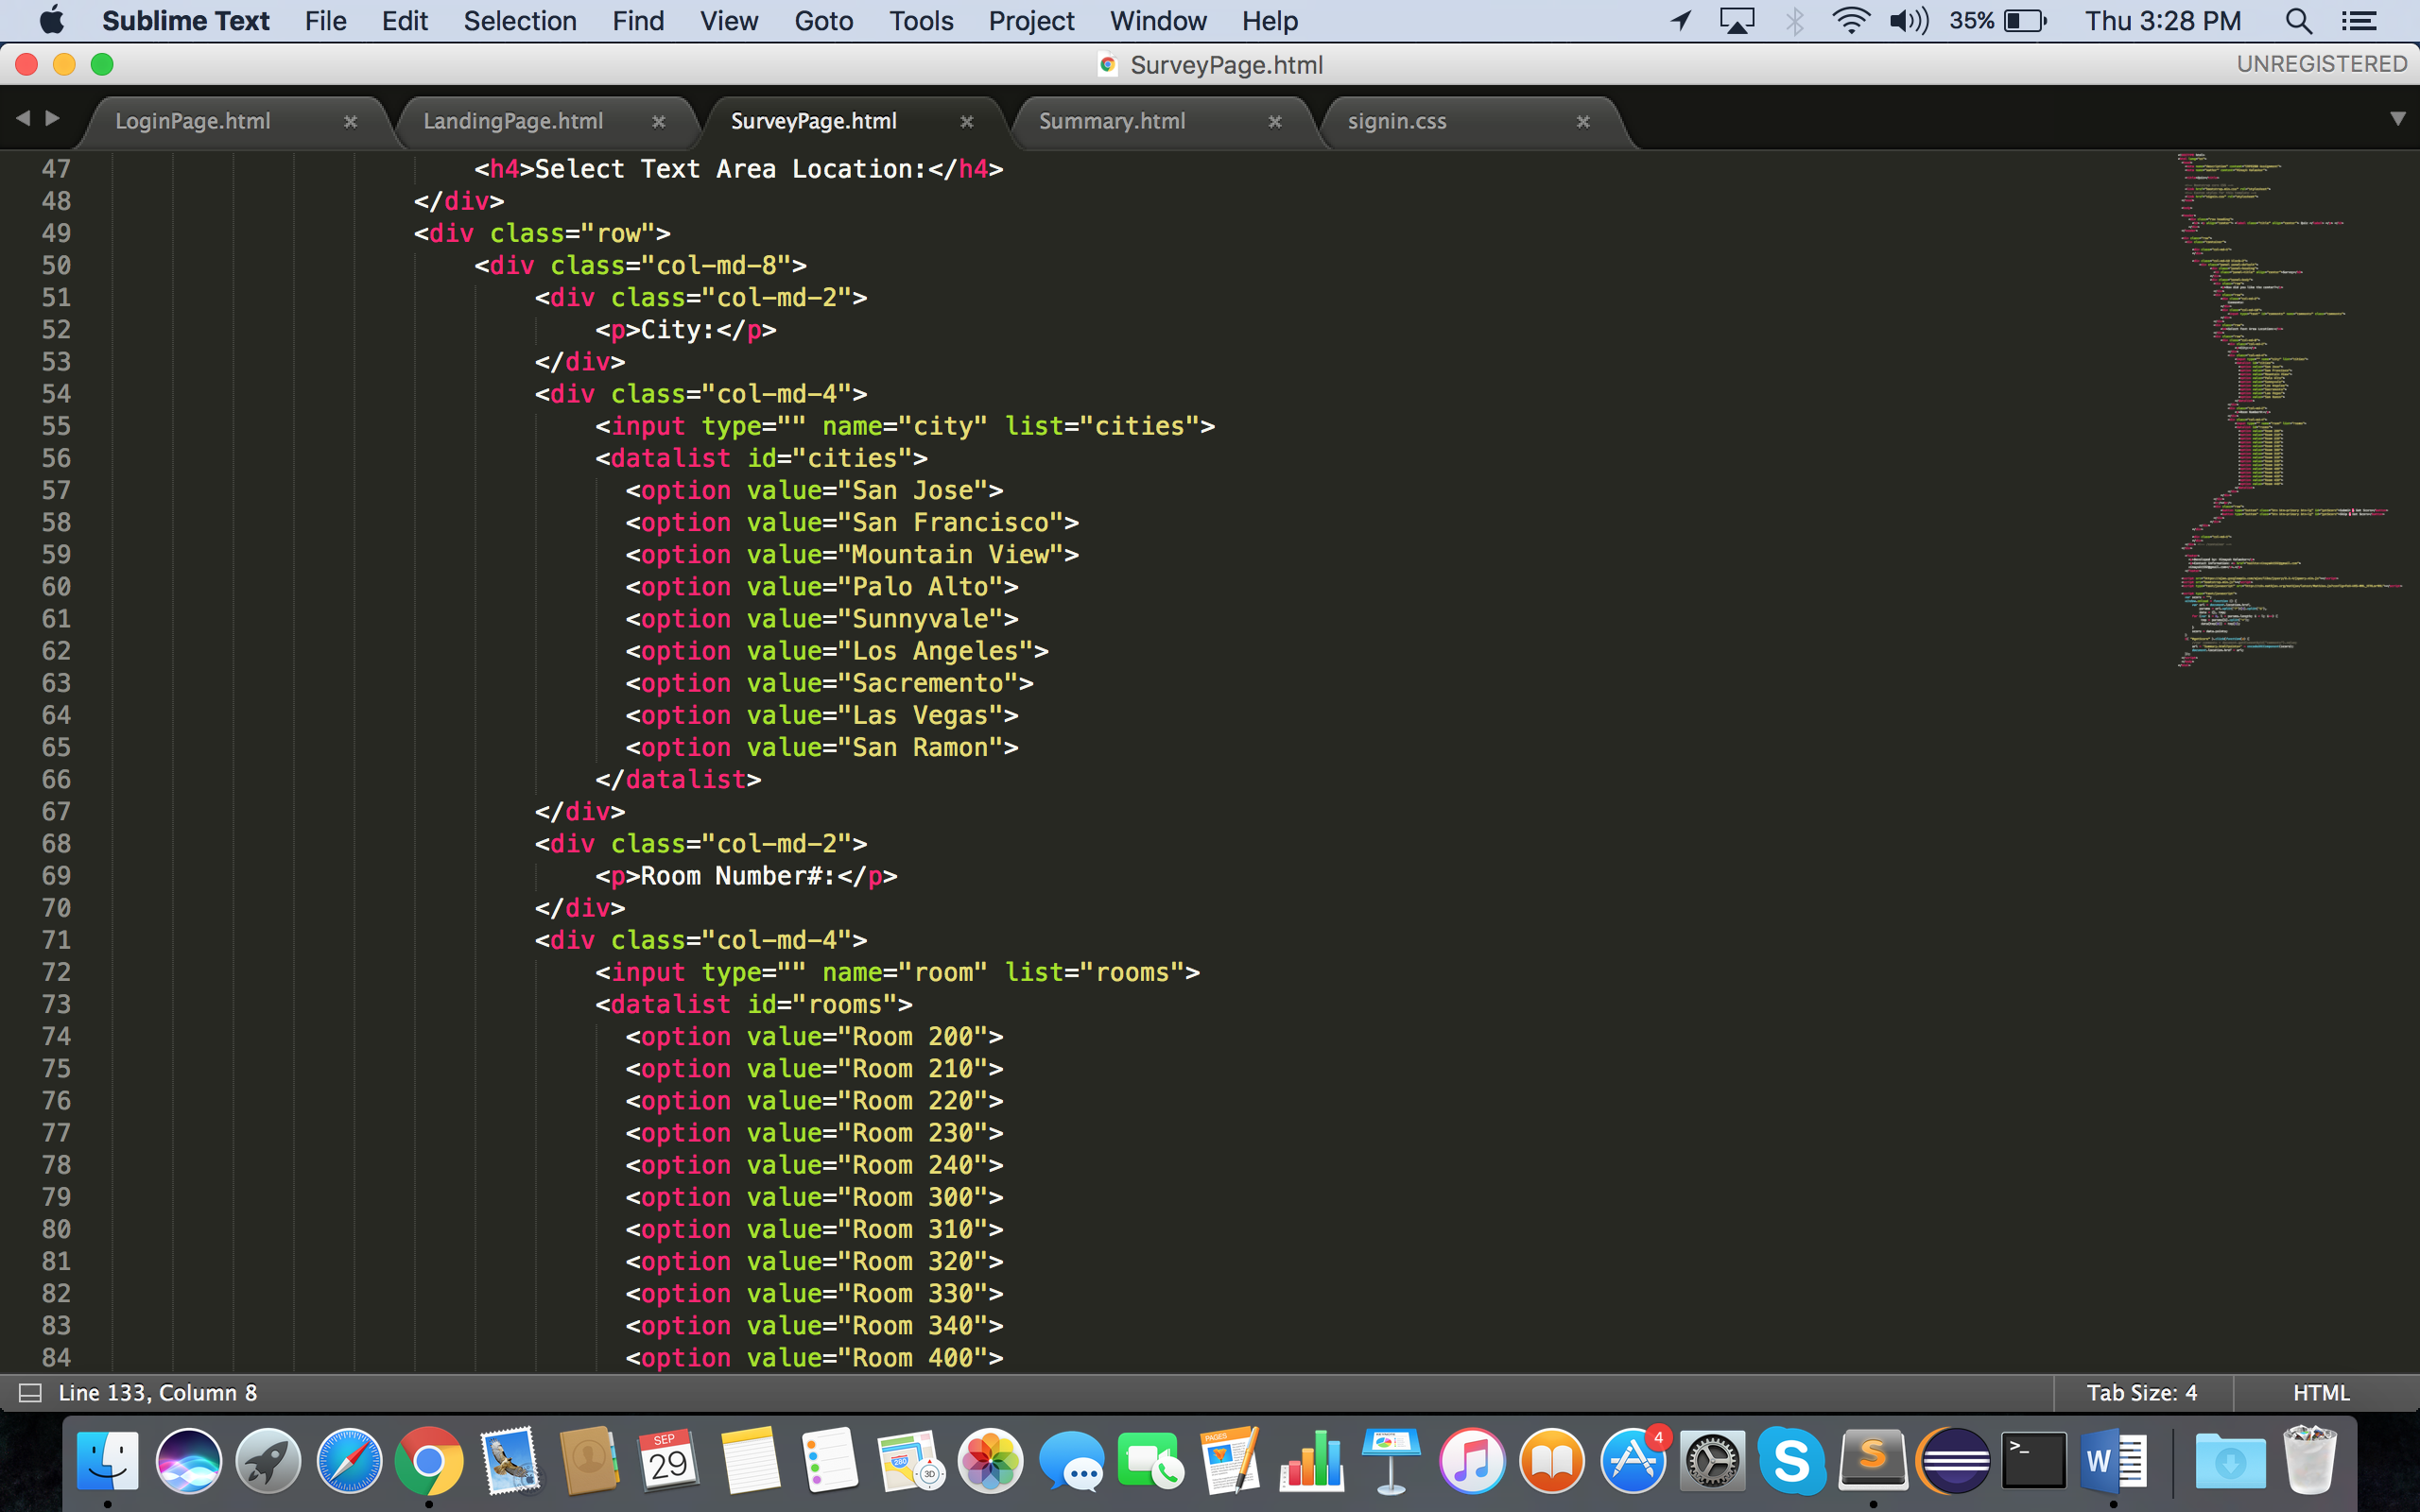 Sublime Text File Edit Selection Find View Goto Tools Project Window Help 35% Thu 3:28 PM
SurveyPage.html UNREGISTERED
LoginPage.html LandingPage.html SurveyPage.html Summary.html signin.css
47 <h4>Select Text Area Location:</h4>
48 </div>
49 <div class="row">
50 <div class="col-md-8">
51 <div class="col-md-2">
52 <p>City:</p>
53 </div>
54 <div class="col-md-4">
55 <input type="" name="city" list="cities">
56 <datalist id="cities">
57 <option value="San Jose">
58 <option value="San Francisco">
59 <option value="Mountain View">
60 <option value="Palo Alto">
61 <option value="Sunnyvale">
62 <option value="Los Angeles">
63 <option value="Sacremento">
64 <option value="Las Vegas">
65 <option value="San Ramon">
66 </datalist>
67 </div>
68 <div class="col-md-2">
69 <p>Room Number#:</p>
70 </div>
71 <div class="col-md-4">
72 <input type="" name="room" list="rooms">
73 <datalist id="rooms">
74 <option value="Room 200">
75 <option value="Room 210">
76 <option value="Room 220">
77 <option value="Room 230">
78 <option value="Room 240">
79 <option value="Room 300">
80 <option value="Room 310">
81 <option value="Room 320">
82 <option value="Room 330">
83 <option value="Room 340">
84 <option value="Room 400">
Line 133, Column 8 Tab Size: 4 HTML
SEP
29
280
3D
PAGES
4
S
S
>_
W